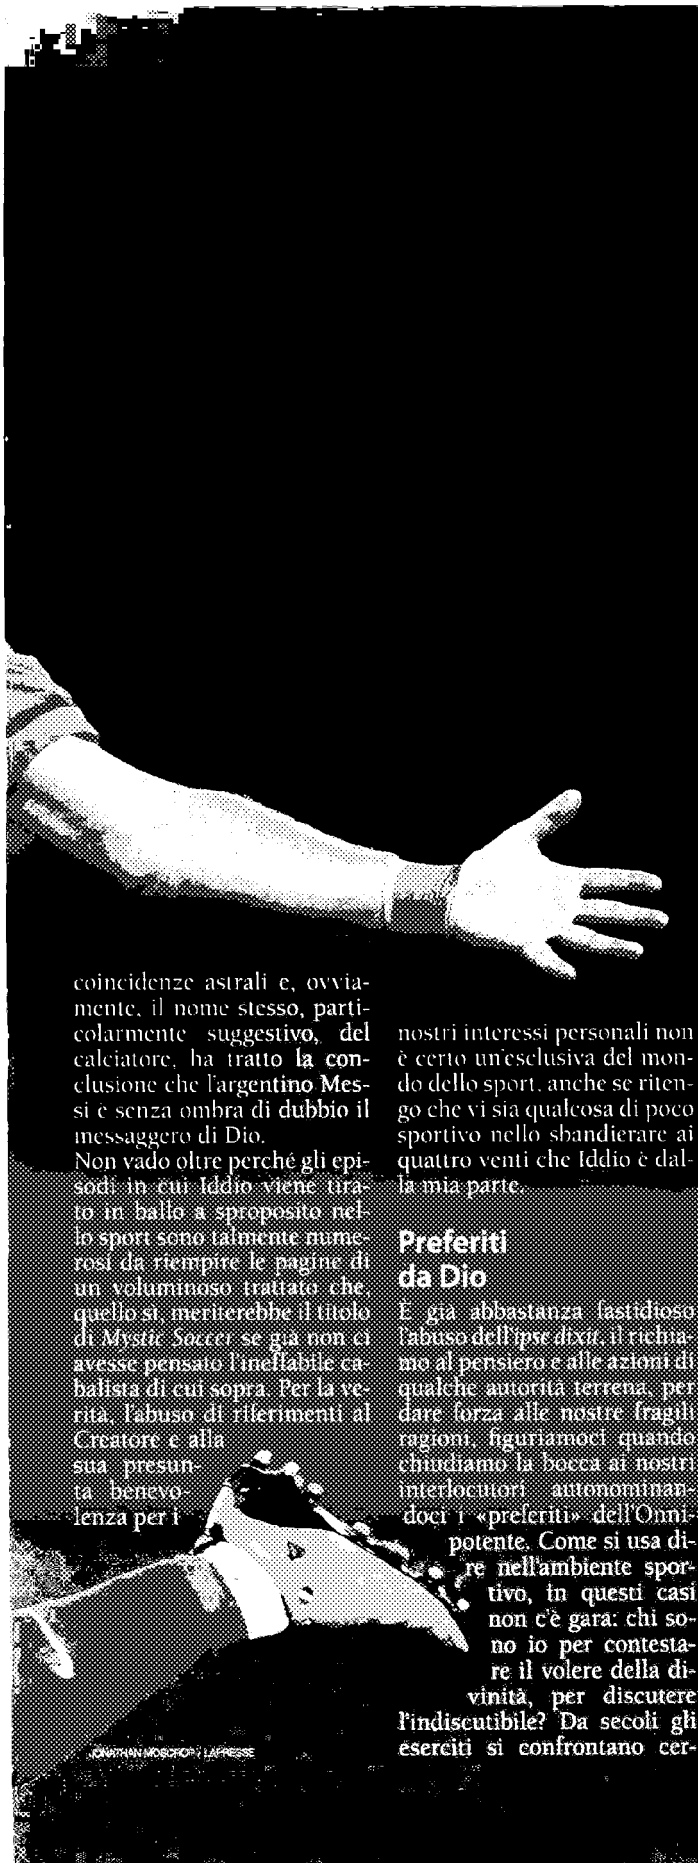 coincidenze astrali e, ovvia-
mente, il nome stesso, parti-
colarmente suggestivo, del
calciatore, ha tratto la con-
clusione che l'argentino Mes-
si è senza ombra di dubbio il
messaggero di Dio.
Non vado oltre perché gli epi-
sodi in cui Iddio viene tira-
to in ballo a sproposito nel-
lo sport sono talmente nume-
rosi da riempire le pagine di
un voluminoso trattato che,
quello sì, meriterebbe il titolo
di Mystic Soccer se già non ci
avesse pensato l'ineffabile ca-
balista di cui sopra. Per la ve-
rità, l'abuso di riferimenti al
Creatore e alla
sua presun-
ta benevo-
lenza per i
nostri interessi personali non
è certo un'esclusiva del mon-
do dello sport, anche se riten-
go che vi sia qualcosa di poco
sportivo nello sbandierare ai
quattro venti che Iddio è dal-
la mia parte.
Preferiti
da Dio
È già abbastanza fastidioso
l'abuso dell'ipse dixit, il richia-
mo al pensiero e alle azioni di
qualche autorità terrena, per
dare forza alle nostre fragili
ragioni, figuriamoci quando
chiudiamo la bocca ai nostri
interlocutori autonominan-
doci i «preferiti» dell'Onni-
potente. Come si usa di-
re nell'ambiente spor-
tivo, in questi casi
non c'è gara: chi so-
no io per contesta-
re il volere della di-
vinità, per discutere
l'indiscutibile? Da secoli gli
eserciti si confrontano cer-
JONATHAN MOSCROP / LAPRESSE